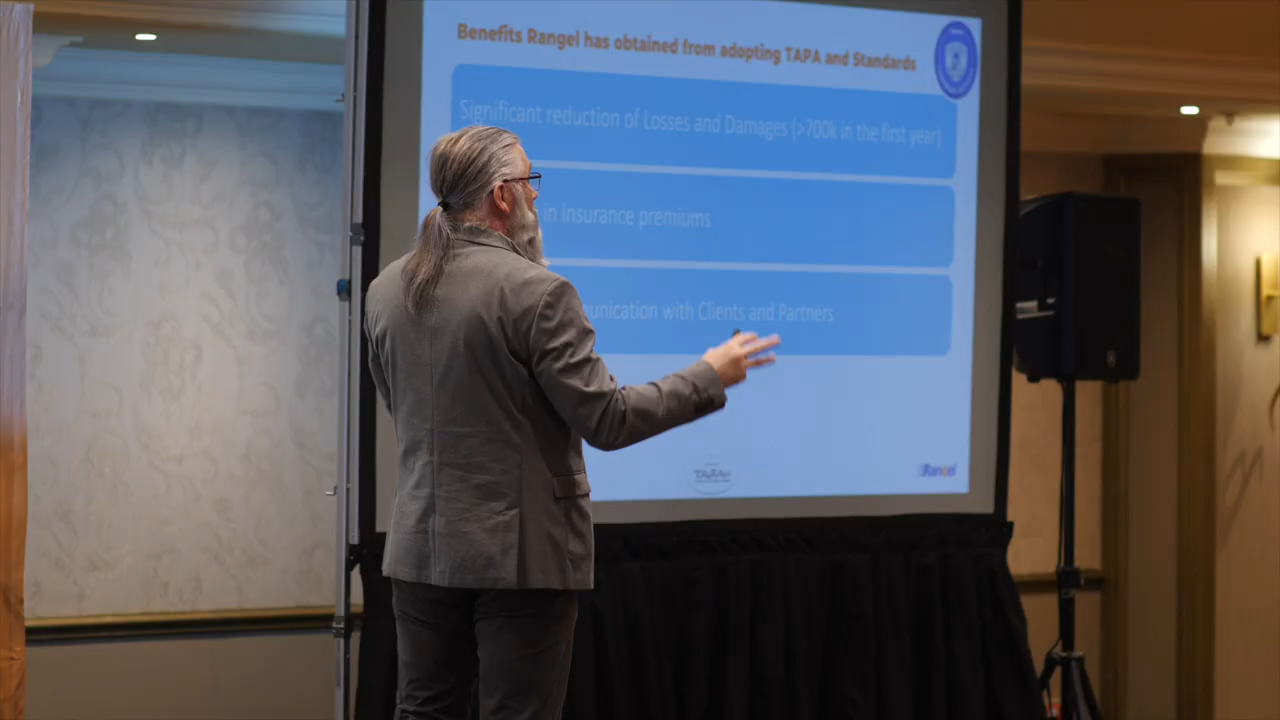 Benefits Rangel has obtained from adopting TAPA and Standards
Significant reduction of Losses and Damages (>700k in the first year)
in insurance premiums
with Clients and Partners
TAPA
Rangel